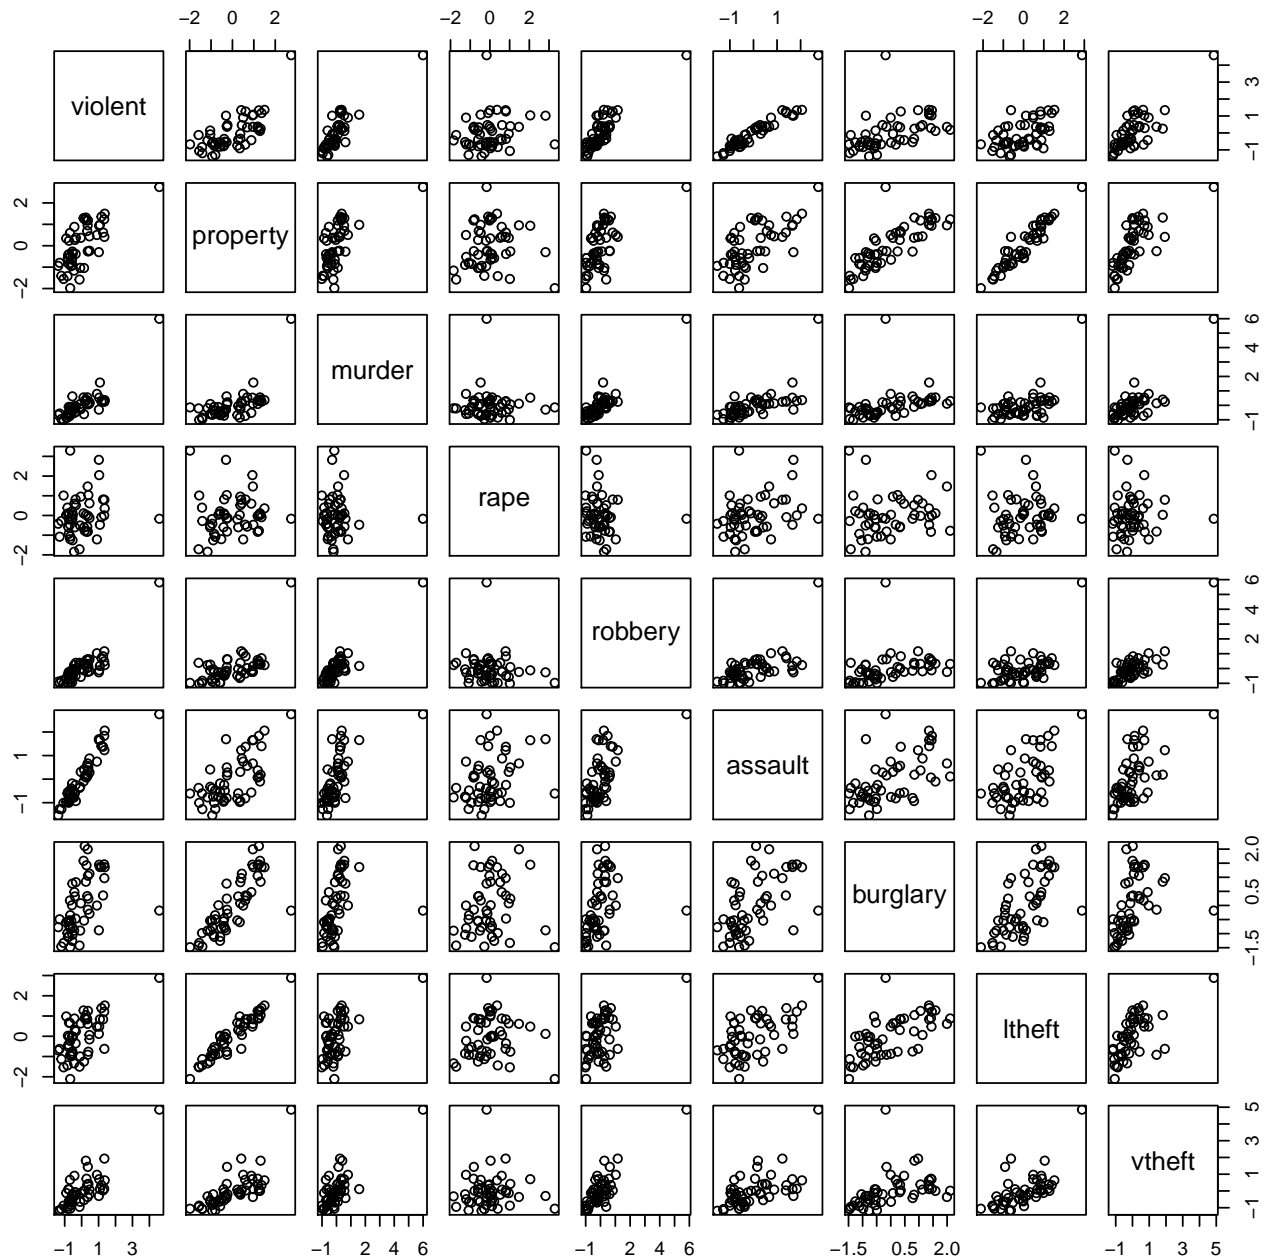 −2 0 2 −2 0 2 −1 1 −2 0 2
violent
−1 1 3
−2 0 2
property
murder
−1 2 4 6
−2 0 2
rape
robbery
−1 2 4 6
−1 1
assault
burglary
−1.5 0.5 2.0
−2 0 2
ltheft
vtheft
−1 1 3 5
−1 1 3 −1 2 4 6 −1 2 4 6 −1.5 0.5 2.0 −1 1 3 5